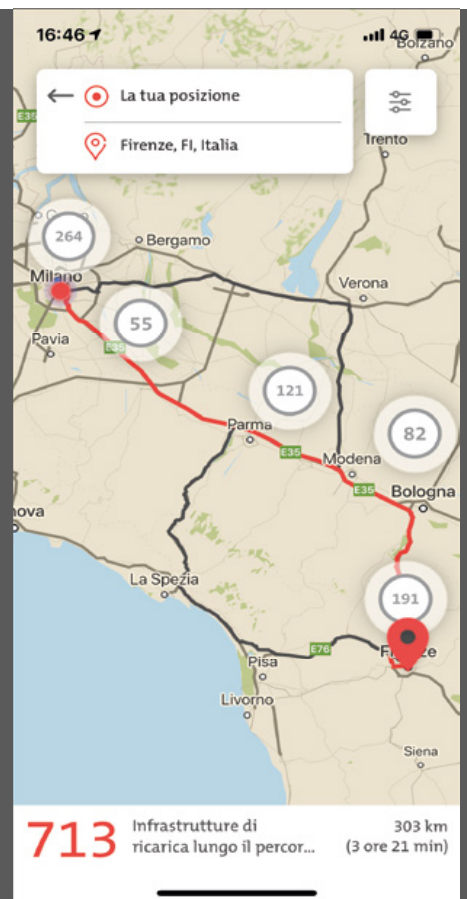 16:46
4G
Bolzano
La tua posizione
E35
Trento
Firenze, FI, Italia
264
Bergamo
Milano
Verona
55
Pavia
E35
121
Parma
82
E35
Modena
E35
Bologna
nova
La Spezia
191
E76
Fi ze
Pisa
Livorno
Siena
713
Infrastrutture di
303 km
ricarica lungo il percor...
(3 ore 21 min)